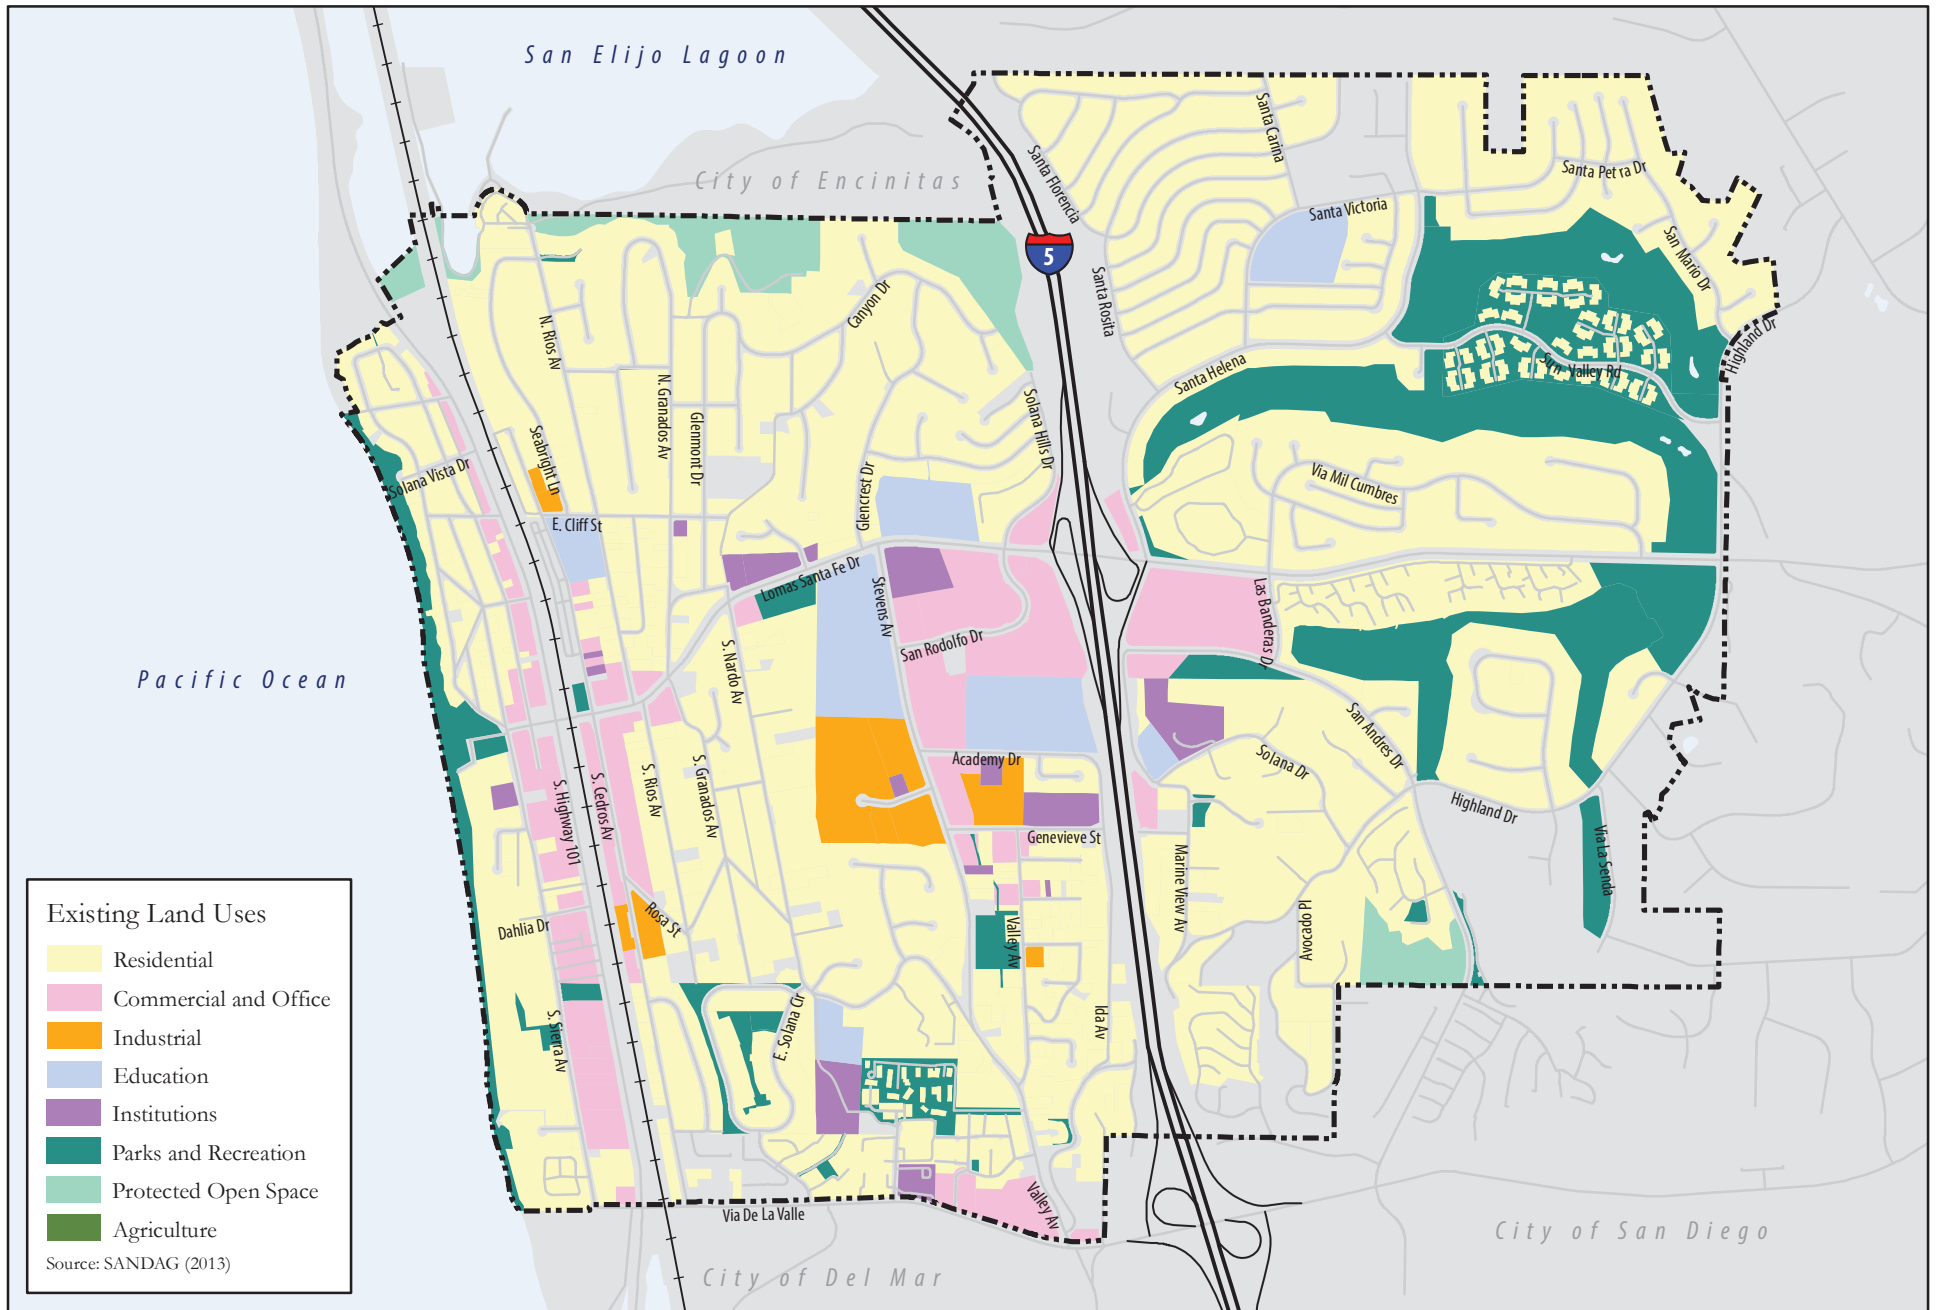 San Elijo Lagoon
City of Encinitas
Santa Carina
Santa Florencia
Santa Petra Dr
Santa Victoria
San Mario Dr
5
Santa Rosita
Canyon Dr
N. Rios Av
Highland Dr
Sun Valley Rd
Santa Helena
N. Granados Av
Glenmont Dr
Solana Hills Dr
Seabright Ln
Solana Vista Dr
Glencrest Dr
Via Mil Cumbres
E. Cliff St
Lomas Santa Fe Dr
Stevens Av
Las Banderas Dr
San Rodolfo Dr
S. Nardo Av
Pacific Ocean
San Andres Dr
Solana Dr
Academy Dr
S. Highway 101
S. Cedros Av
S. Rios Av
S. Granados Av
Highland Dr
Genevieve St
Via La Senda
Marine View Av
Avocado Pl
Rosa St
Dahlia Dr
Valley Av
Ida Av
S. Sierra Av
E. Solana Cir
Valley Av
Via De La Valle
City of San Diego
City of Del Mar
Existing Land Uses
Residential
Commercial and Office
Industrial
Education
Institutions
Parks and Recreation
Protected Open Space
Agriculture
Source: SANDAG (2013)